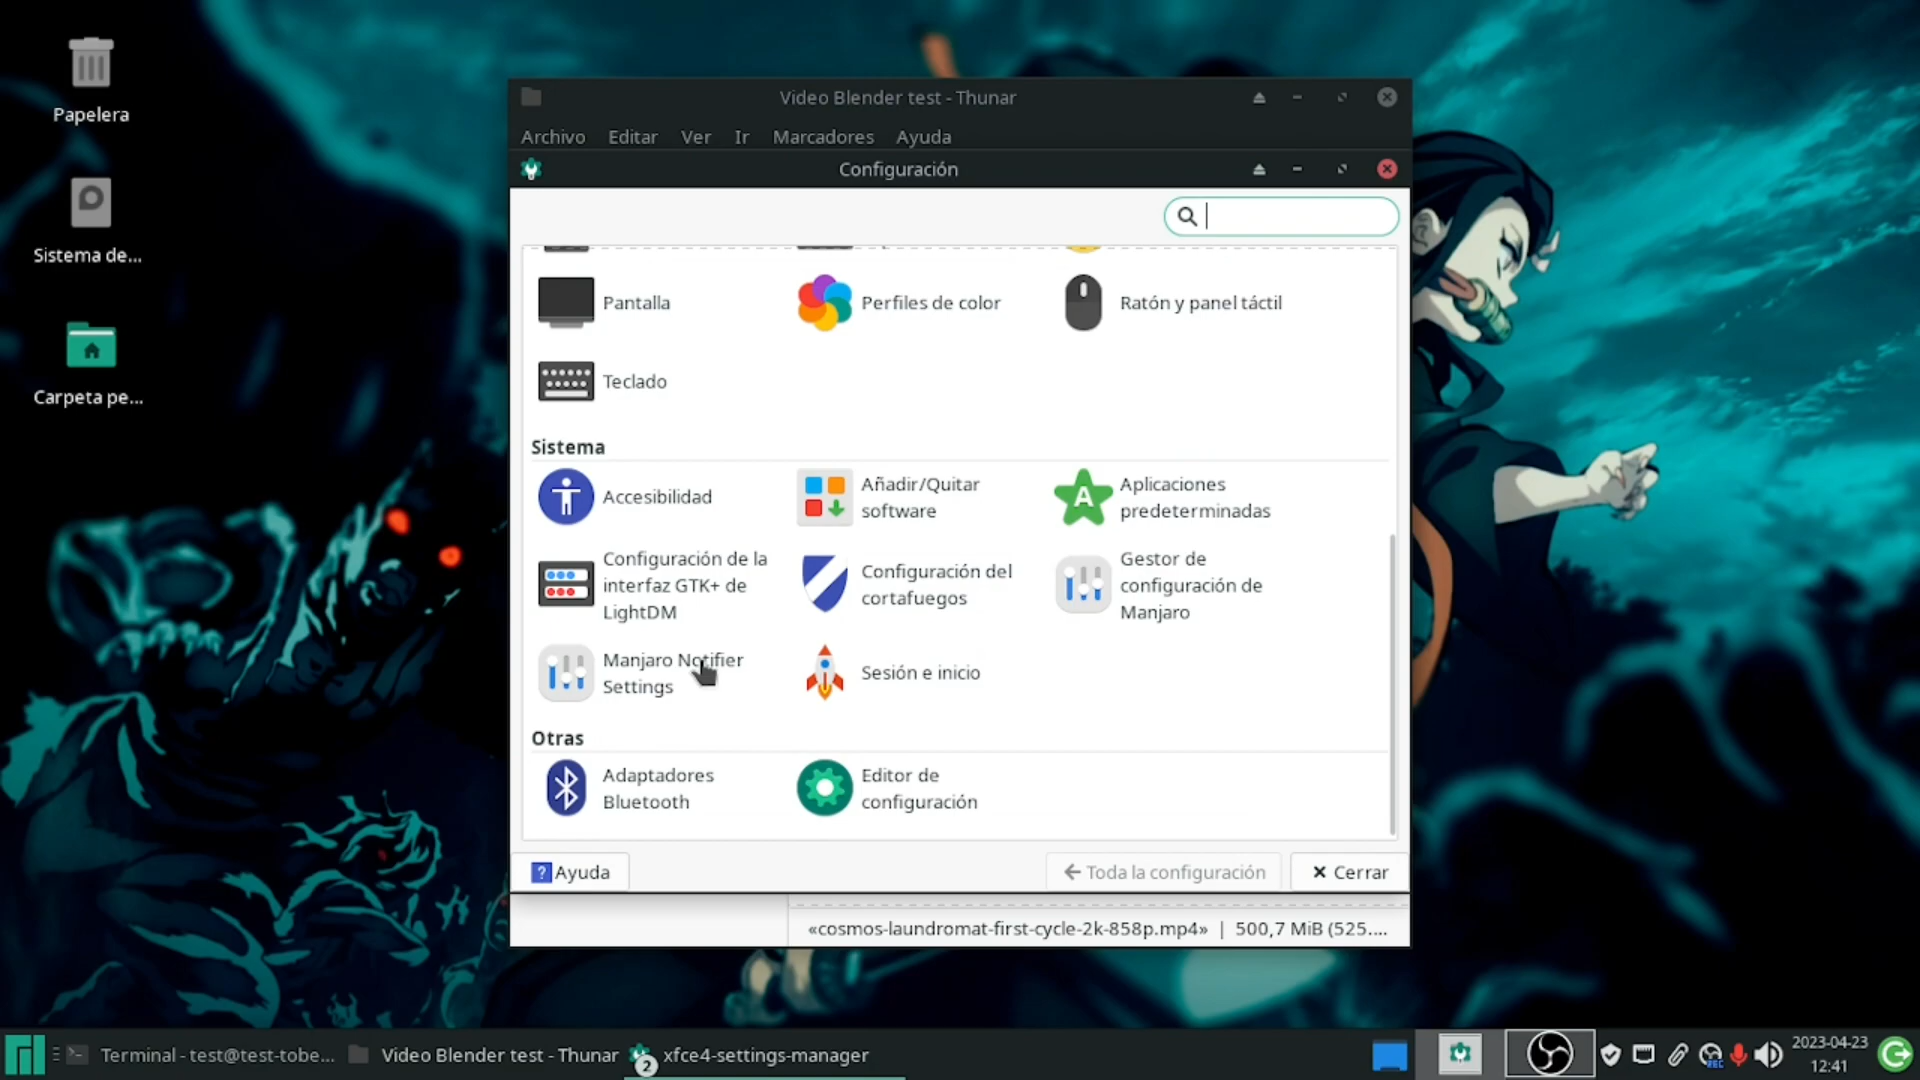 Papelera
Sistema de...
Carpeta pe...
Video Blender test - Thunar
Archivo Editar Ver Ir Marcadores Ayuda
Configuración
Pantalla
Perfiles de color
Ratón y panel táctil
Teclado
Sistema
Accesibilidad
Añadir/Quitar
software
Aplicaciones
predeterminadas
Configuración de la
interfaz GTK+ de
LightDM
Configuración del
cortafuegos
Gestor de
configuración de
Manjaro
Manjaro Notifier
Settings
Sesión e inicio
Otras
Adaptadores
Bluetooth
Editor de
configuración
Ayuda
Toda la configuración
Cerrar
«cosmos-laundromat-first-cycle-2k-858p.mp4» | 500,7 MiB (525....
Terminal - test@test-tobe...
Video Blender test - Thunar
2
xfce4-settings-manager
REC
2023-04-23
12:41